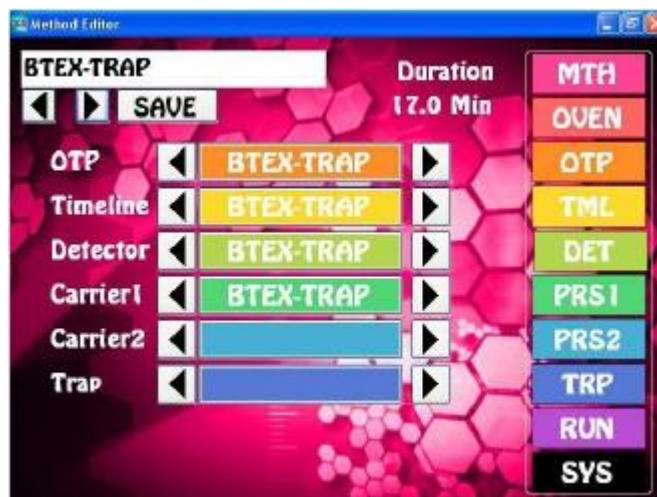 Method Editor
BTEX-TRAP
Duration
17.0 Min
SAVE
OTP BTEX-TRAP
Timeline BTEX-TRAP
Detector BTEX-TRAP
Carrier1 BTEX-TRAP
Carrier2
Trap
MTH
OVEN
OTP
TML
DET
PRS1
PRS2
TRP
RUN
SYS